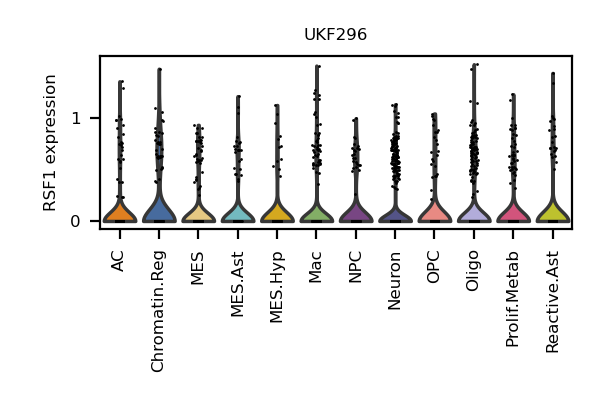 UKF296
RSF1 expression
1
0
AC
Chromatin.Reg
MES
MES.Ast
MES.Hyp
Mac
NPC
Neuron
OPC
Oligo
Prolif.Metab
Reactive.Ast